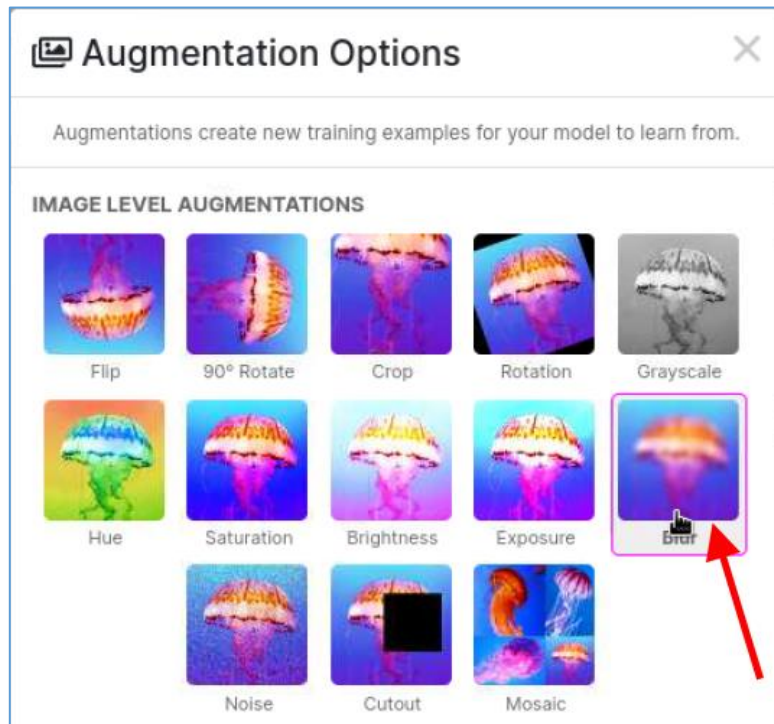 Augmentation Options
Augmentations create new training examples for your model to learn from.
IMAGE LEVEL AUGMENTATIONS
Flip
90° Rotate
Crop
Rotation
Grayscale
Hue
Saturation
Brightness
Exposure
Blur
Noise
Cutout
Mosaic